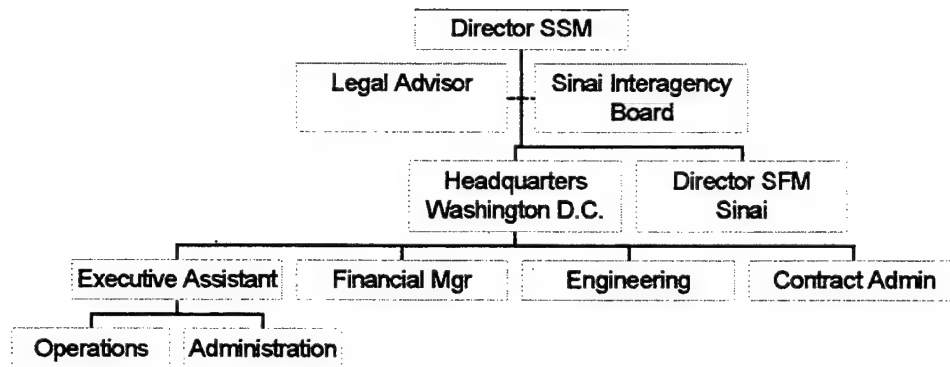 Director SSM
Legal Advisor
Sinai Interagency
Board
Headquarters
Washington D.C.
Director SFM
Sinai
Executive Assistant
Financial Mgr
Engineering
Contract Admin
Operations
Administration